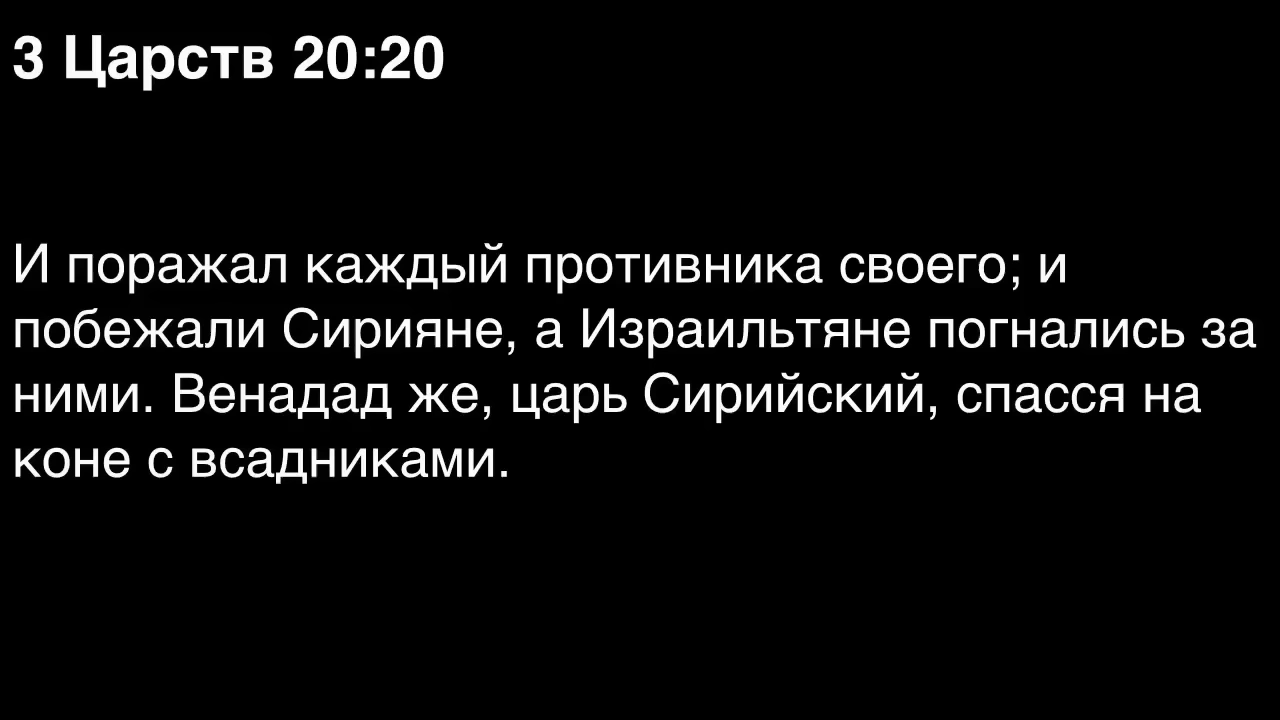 3 Царств 20:20
И поражал каждый противника своего; и
побежали Сирияне, а Израильтяне погнались за
ними. Венадад же, царь Сирийский, спасся на
коне с всадниками.